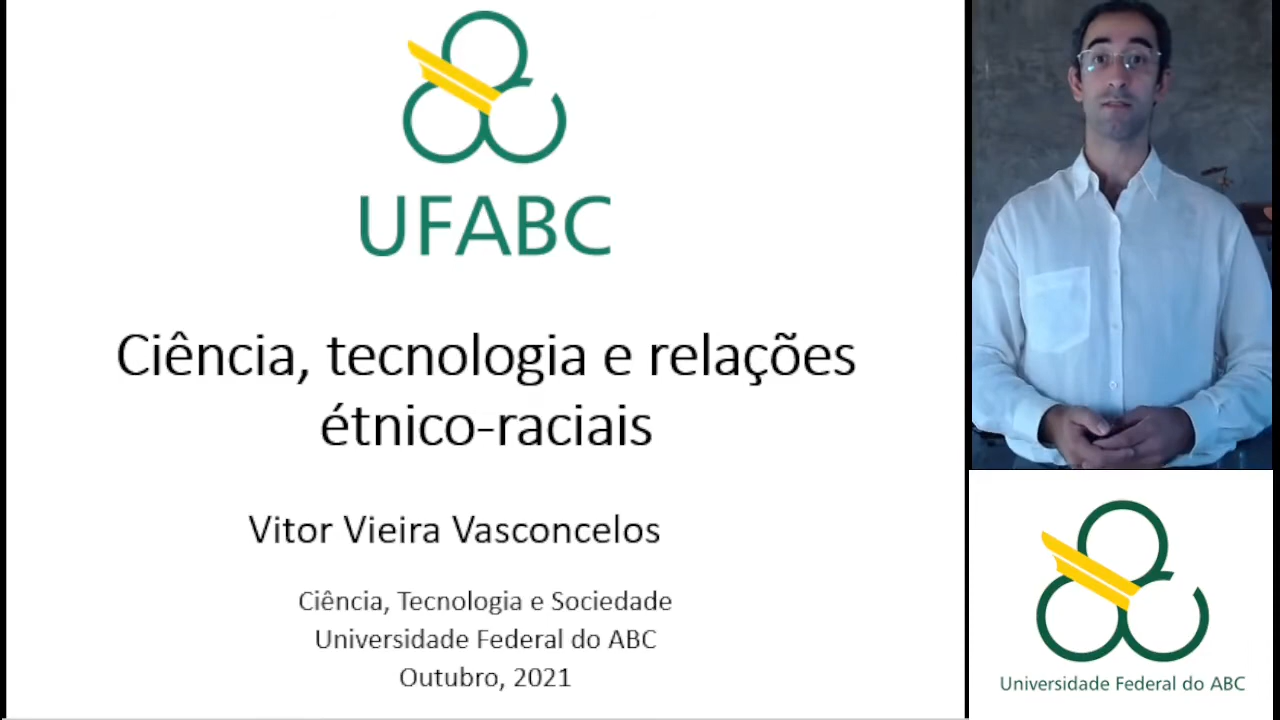 UFABC
Ciência, tecnologia e relações
étnico-raciais
Vitor Vieira Vasconcelos
Ciência, Tecnologia e Sociedade
Universidade Federal do ABC
Outubro, 2021
Universidade Federal do ABC